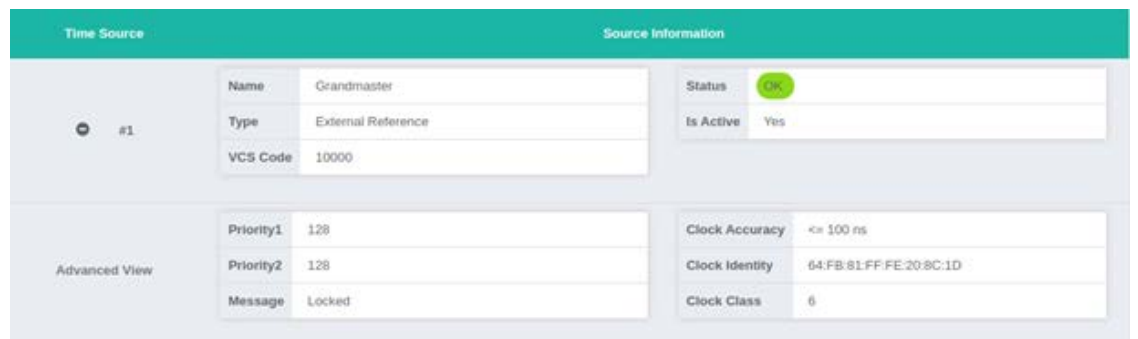 Time Source Source Information
Name Grandmaster Status OK
#1 Type External Reference Is Active Yes
VCS Code 10000
Priority1 128 Clock Accuracy <= 100 ns
Advanced View Priority2 128 Clock Identity 64:FB:81:FF:FE:20:8C:1D
Message Locked Clock Class 6